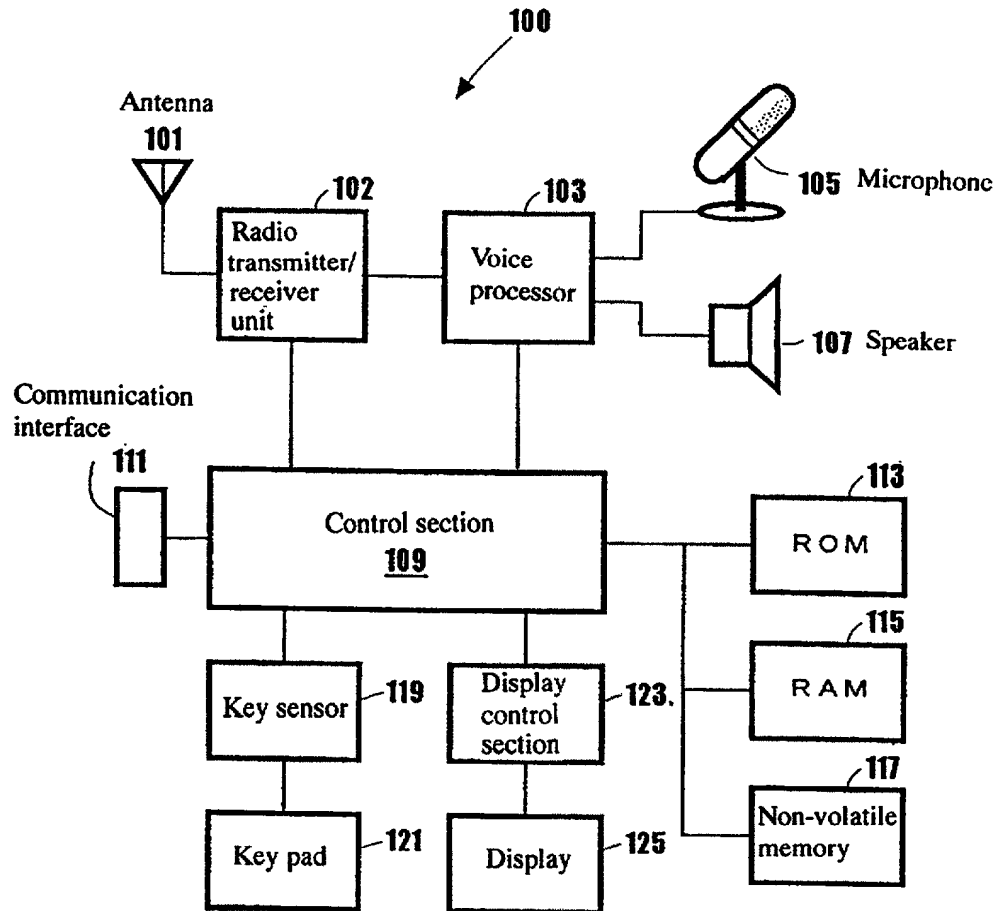 100
Antenna
101
102
Radio
transmitter/
receiver
unit
103
Voice
processor
105 Microphone
107 Speaker
Communication
interface
111
Control section
109
113
ROM
115
RAM
117
Non-volatile
memory
Key sensor
119
Display
control
section
123.
Key pad
121
Display
125